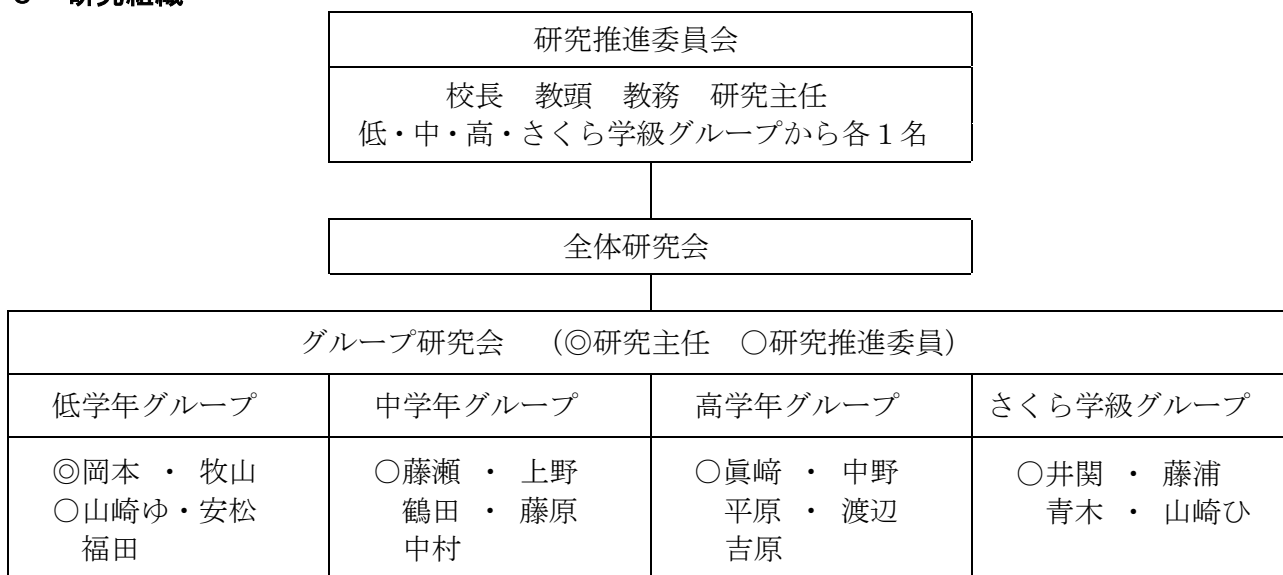 研究組織
研究推進委員会
校長　教頭　教務　研究主任
低・中・高・さくら学級グループから各１名
全体研究会
グループ研究会　（◎研究主任　○研究推進委員）
低学年グループ
◎岡本　・　牧山
○山崎ゆ・安松
福田
中学年グループ
○藤瀬　・　上野
鶴田　・　藤原
中村
高学年グループ
○眞﨑　・　中野
平原　・　渡辺
吉原
さくら学級グループ
○井関　・　藤浦
青木　・　山崎ひ